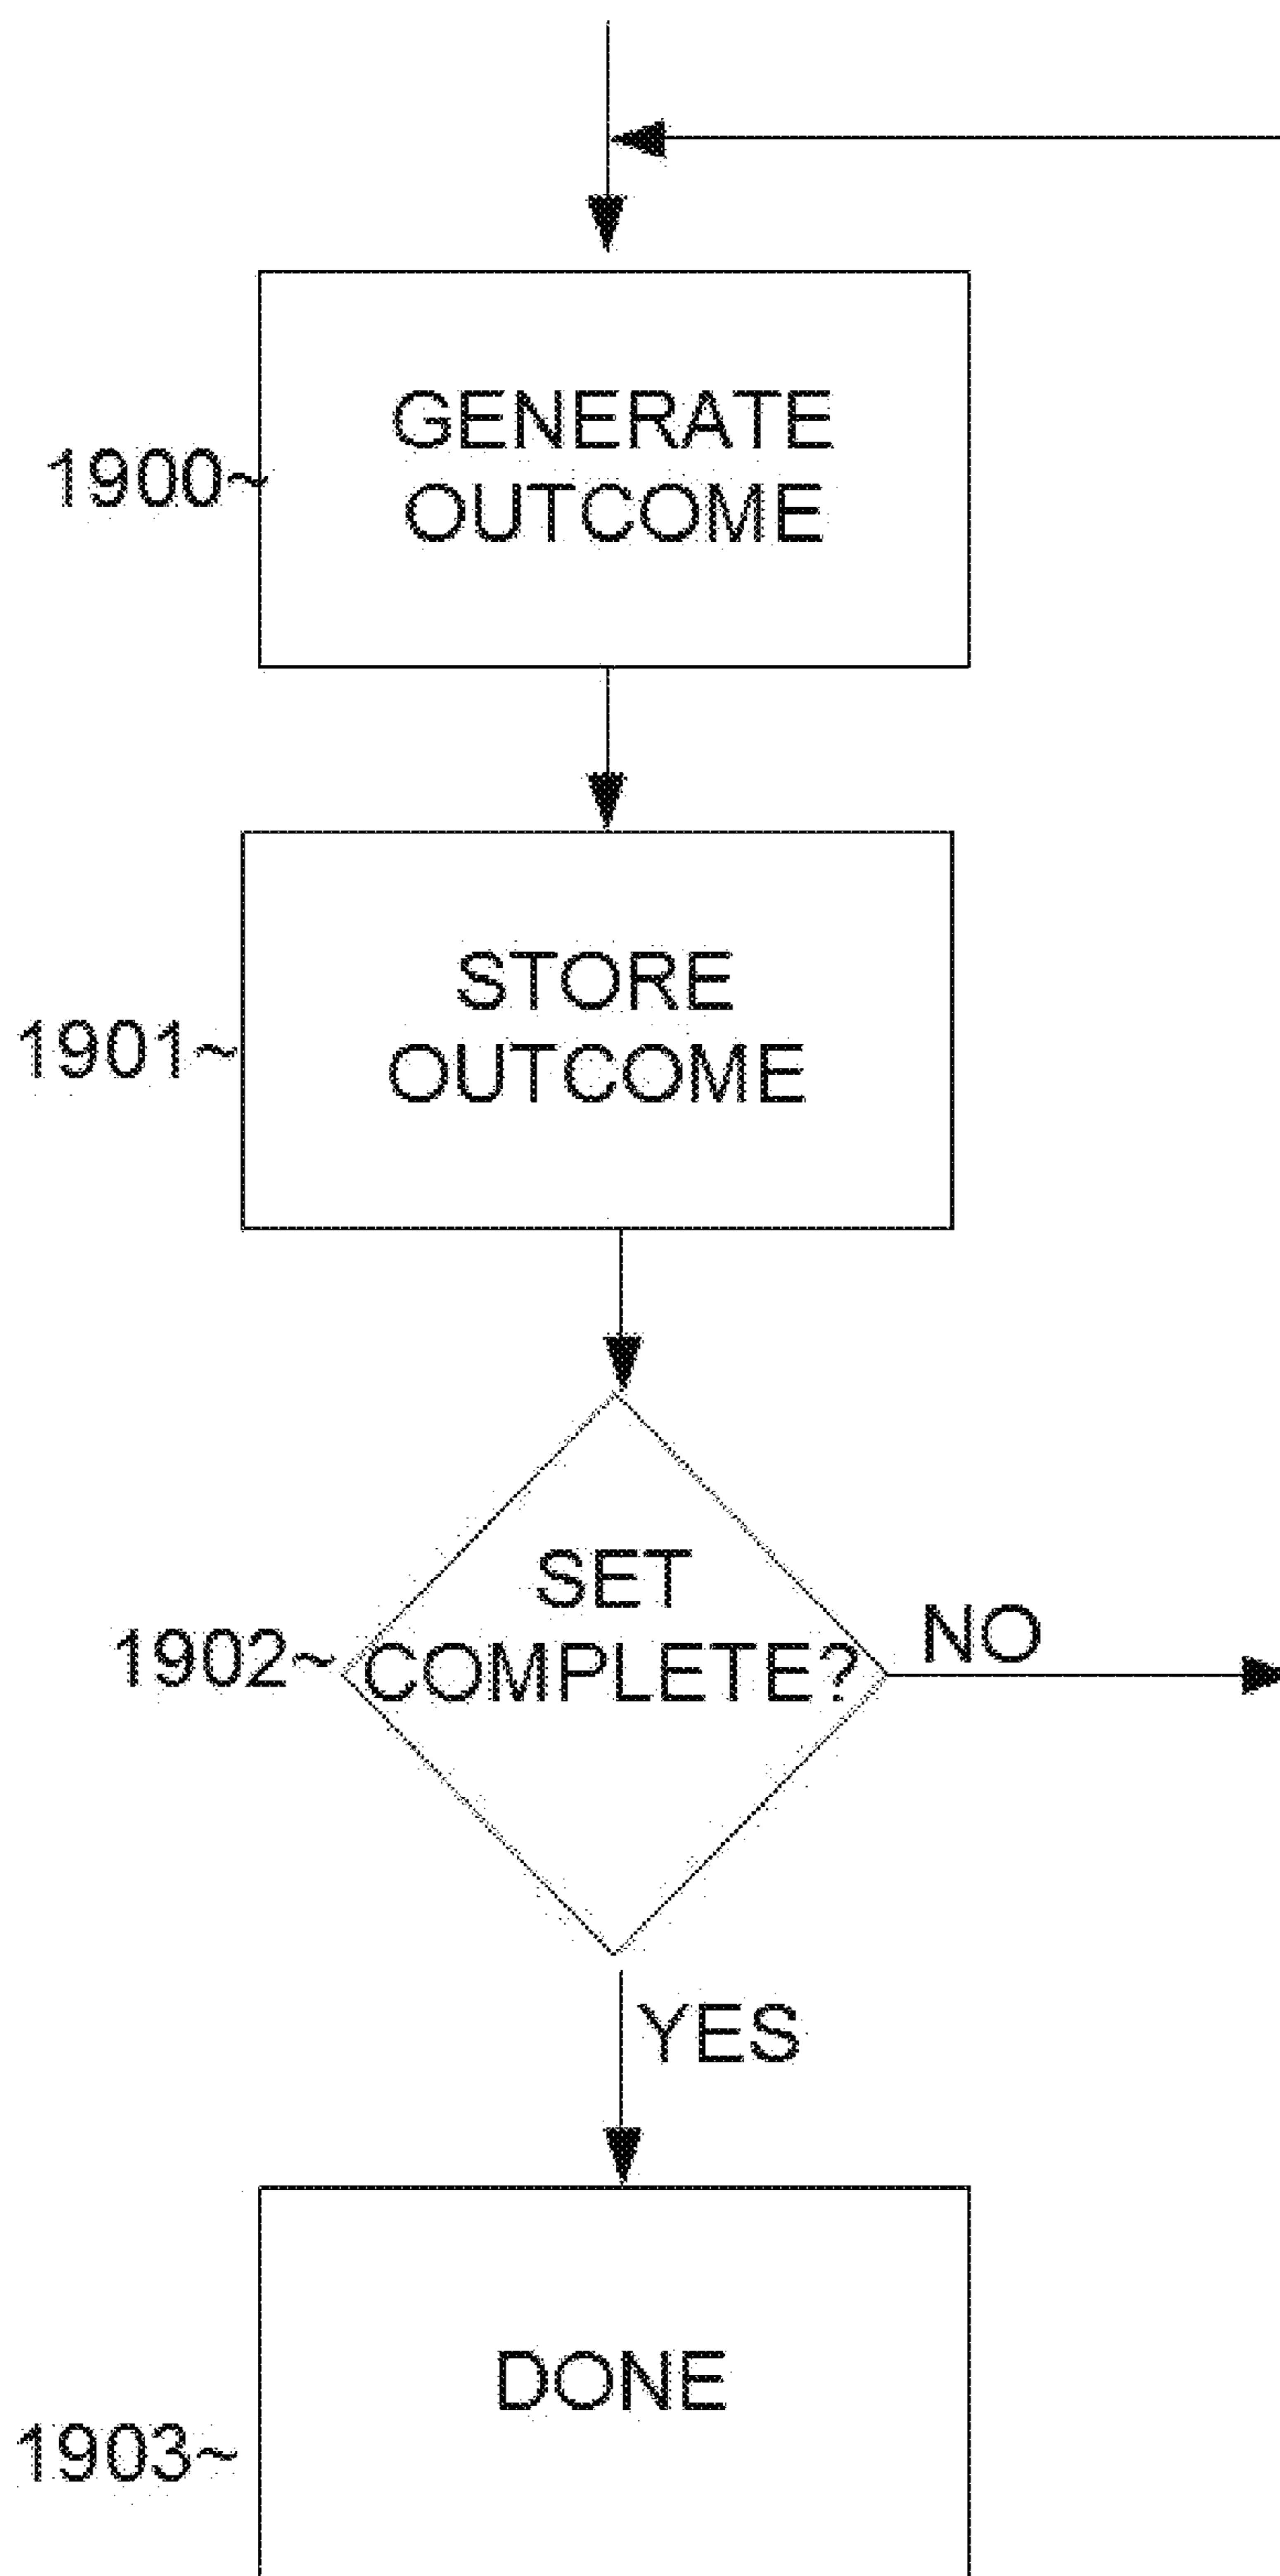 GENERATE
1900~
OUTCOME
STORE
1901~
OUTCOME
SET
NO
1902~
COMPLETE?
YES
DONE
1903~